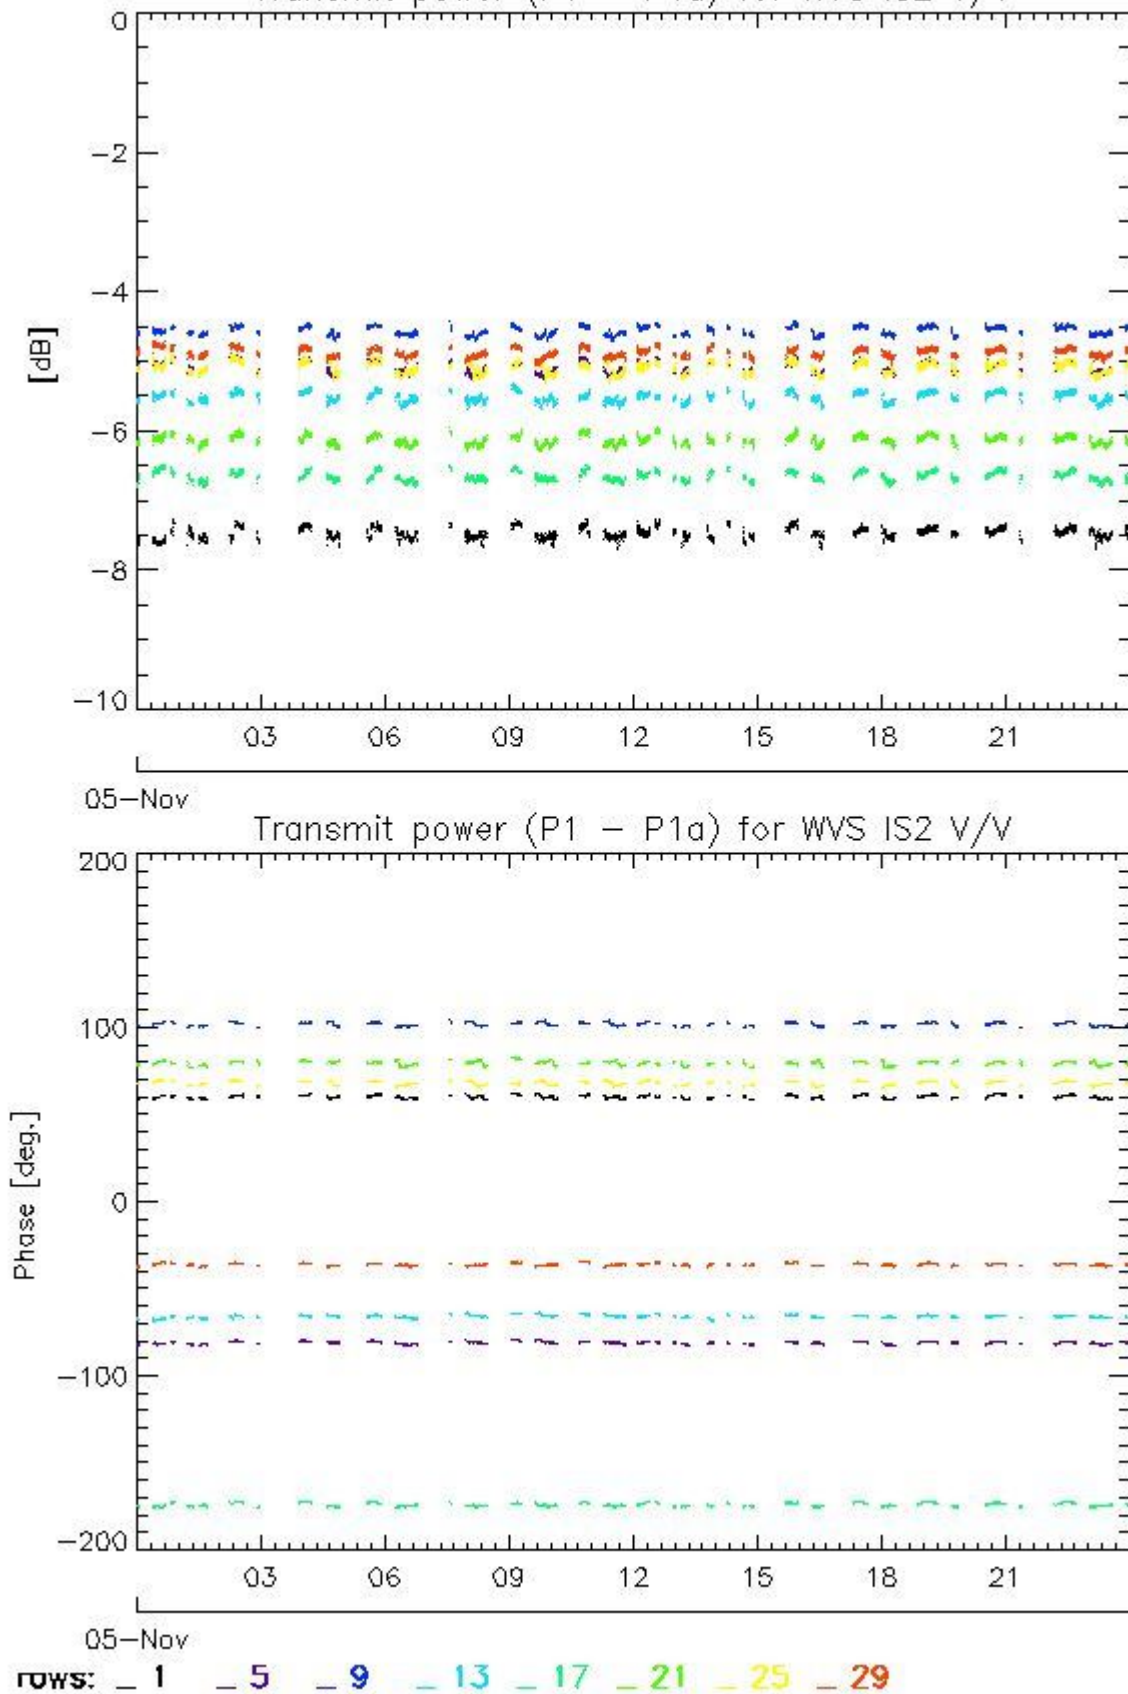 0
−2
−4
[dB]
−6
−8
−10
03 06 09 12 15 18 21
05−Nov
Transmit power (P1 − P1a) for WVS IS2 V/V
200
100
Phase [deg.]
0
−100
−200
03 06 09 12 15 18 21
05−Nov
rows: _ 1 _ 5 _ 9 _ 13 _ 17 _ 21 _ 25 _ 29